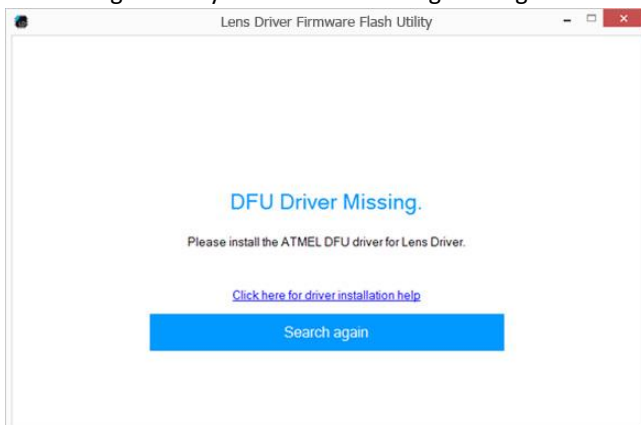 Lens Driver Firmware Flash Utility
DFU Driver Missing.
Please install the ATMEL DFU driver for Lens Driver.
Click here for driver installation help
Search again